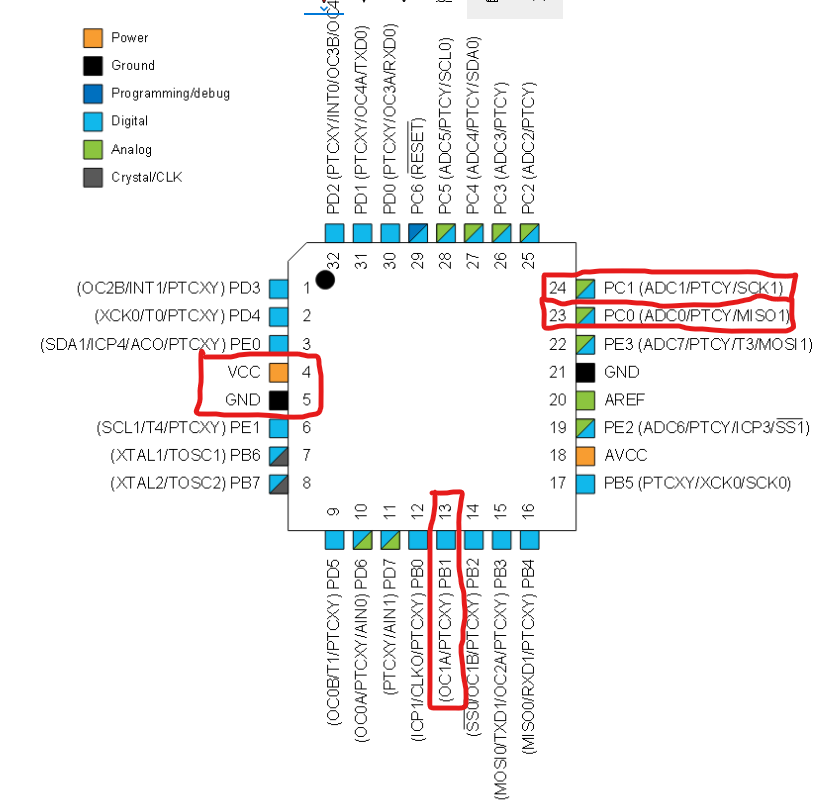 Power
Ground
Programming/debug
Digital
Analog
Crystal/CLK
PD2 (PTCXY/INT0/OC3B/OC4
PD1 (PTCXY/OC4A/TXD0)
PD0 (PTCXY/OC3A/RXD0)
PC6 (RESET)
PC5 (ADC5/PTCY/SCL0)
PC4 (ADC4/PTCY/SDA0)
PC3 (ADC3/PTCY)
PC2 (ADC2/PTCY)
32
31
30
29
28
27
26
25
(OC2B/INT1/PTCXY) PD3 1
(XCK0/T0/PTCXY) PD4 2
(SDA1/ICP4/ACO/PTCXY) PE0 3
VCC 4
GND 5
(SCL1/T4/PTCXY) PE1 6
(XTAL1/TOSC1) PB6 7
(XTAL2/TOSC2) PB7 8
24 PC1 (ADC1/PTCY/SCK1)
23 PC0 (ADC0/PTCY/MISO1)
22 PE3 (ADC7/PTCY/T3/MOSI1)
21 GND
20 AREF
19 PE2 (ADC6/PTCY/ICP3/SS1)
18 AVCC
17 PB5 (PTCXY/XCK0/SCK0)
9
10
11
12
13
14
15
16
(OC0B/T1/PTCXY) PD5
(OC0A/PTCXY/AIN0) PD6
(PTCXY/AIN1) PD7
(ICP1/CLKO/PTCXY) PB0
(OC1A/PTCXY) PB1
(SS0/OC1B/PTCXY) PB2
(MOSI0/TXD1/OC2A/PTCXY) PB3
(MISO0/RXD1/PTCXY) PB4